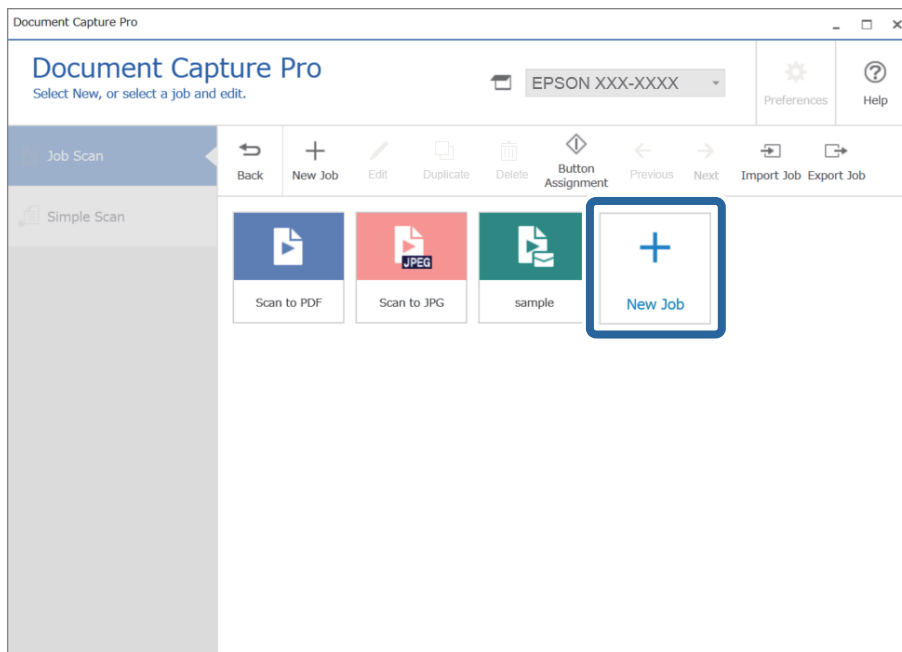 Document Capture Pro
Document Capture Pro
Select New, or select a job and edit.
EPSON XXX-XXXX
Preferences
Help
Job Scan
Simple Scan
Back
New Job
Edit
Duplicate
Delete
Button
Assignment
Previous
Next
Import Job
Export Job
JPEG
Scan to PDF
Scan to JPG
sample
New Job